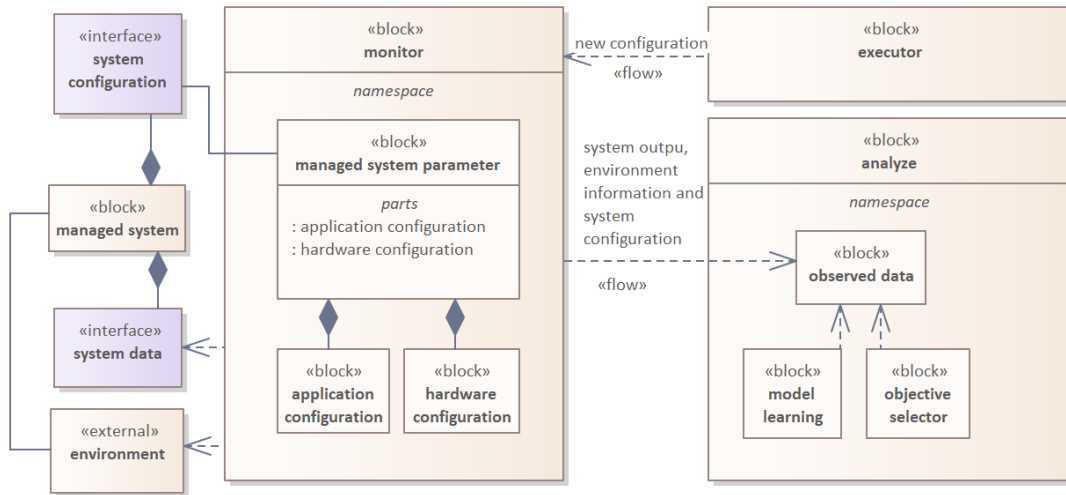 «interface»
system
configuration
«block»
managed system
«interface»
system data
«external»
environment
«block»
monitor
namespace
«block»
managed system parameter
parts
: application configuration
: hardware configuration
«block»
application
configuration
«block»
hardware
configuration
new configuration
«flow»
system outpu,
environment
information and
system
configuration
«flow»
«block»
executor
«block»
analyze
namespace
«block»
observed data
«block»
model
learning
«block»
objective
selector